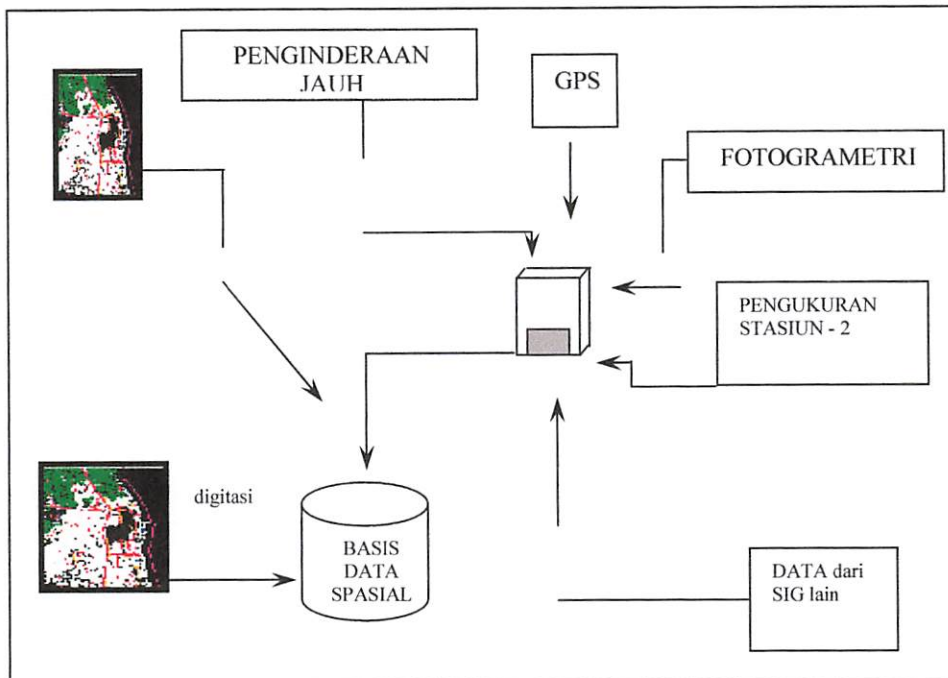 PENGINDERAAN
JAUH
GPS
FOTOGRAMETRI
PENGUKURAN
STASIUN - 2
digitasi
BASIS
DATA
SPASIAL
DATA dari
SIG lain